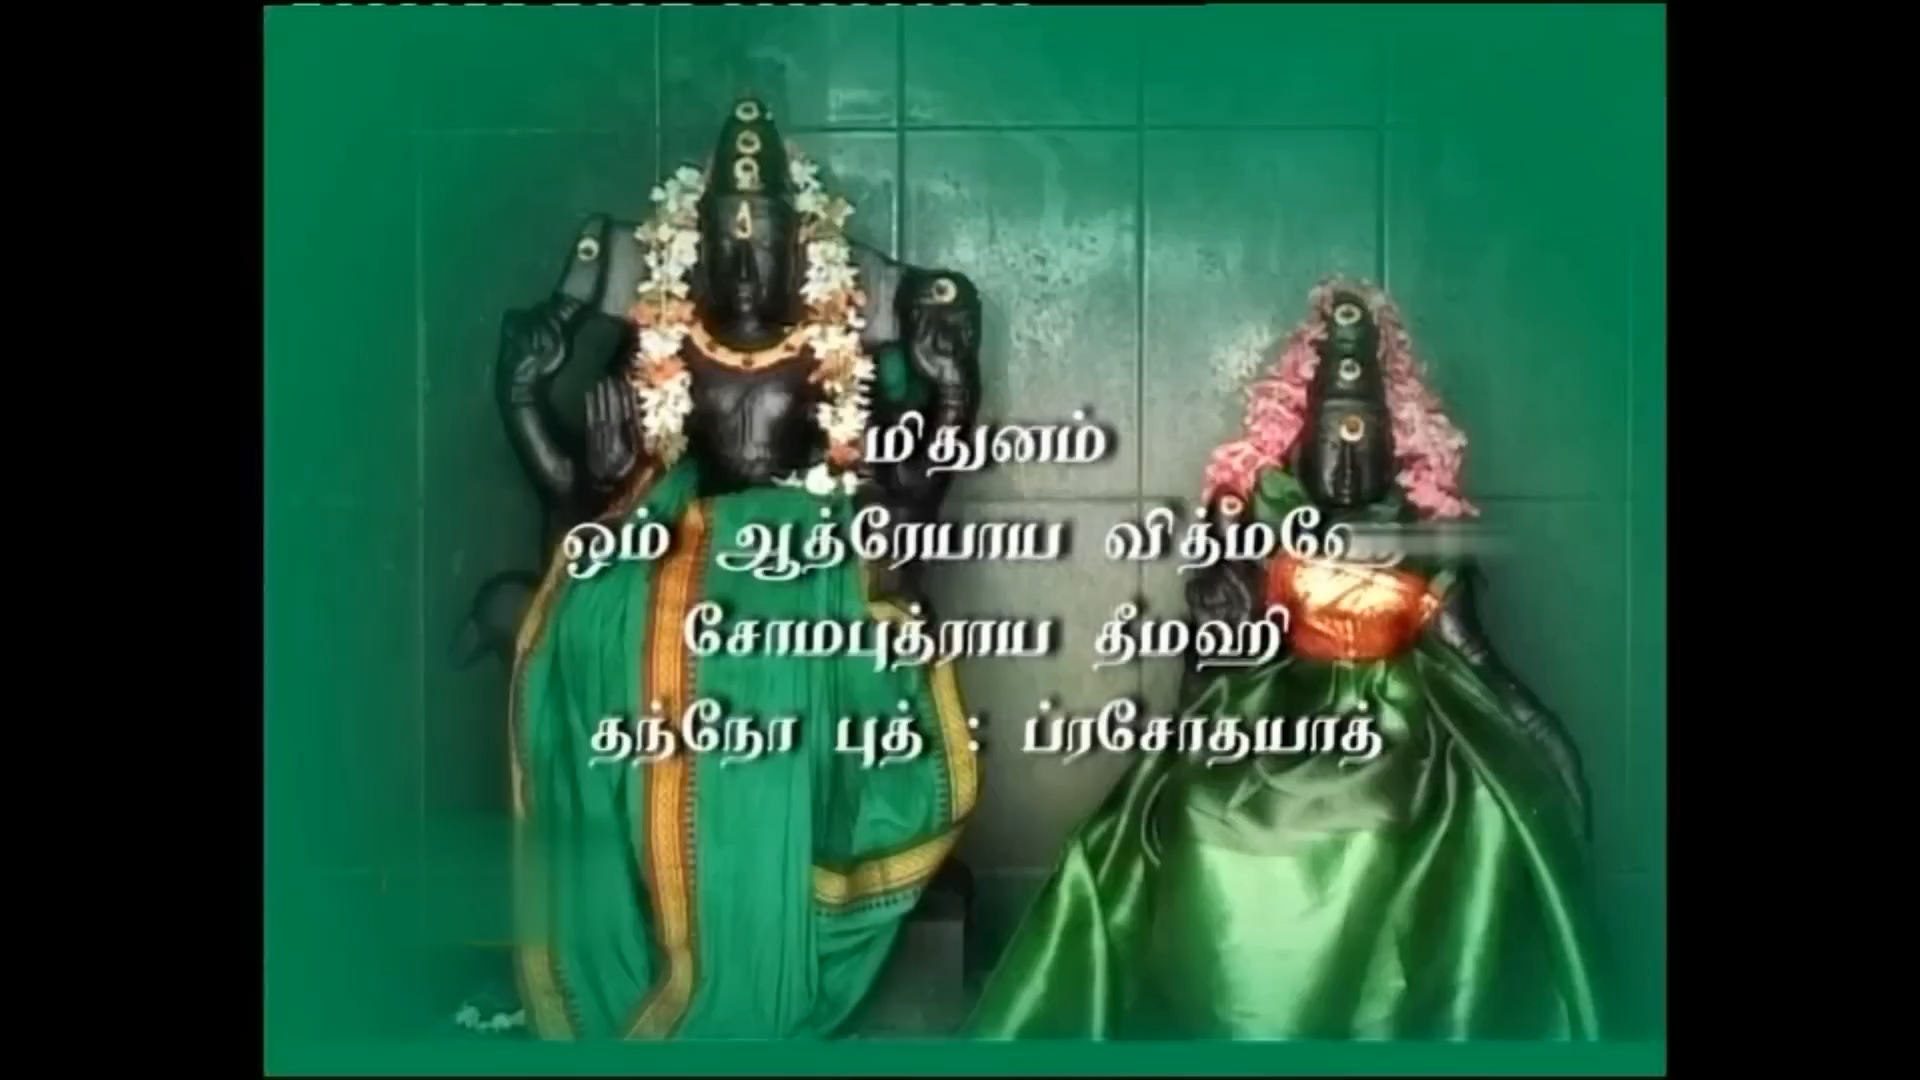 மிதுனம்
ஓம் ஆத்ரேயாய வித்மஹே
சோமபுத்ராய தீமஹி
தந்நோ புத் : ப்ரசோதயாத்